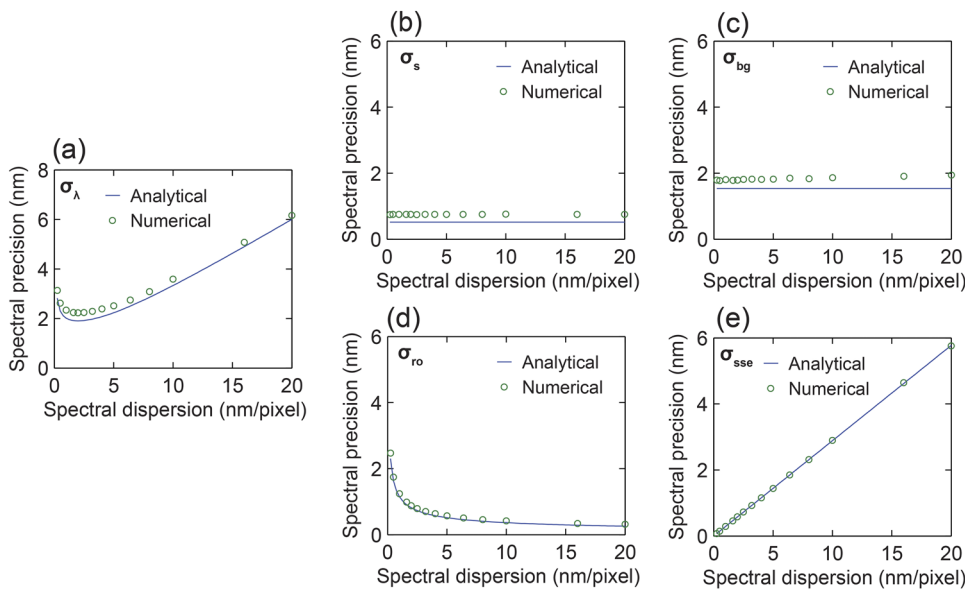 (a)
Spectral precision (nm)
8
6
4
2
0
σλ
Analytical
Numerical
0 5 10 15 20
Spectral dispersion (nm/pixel)
(b)
Spectral precision (nm)
6
4
2
0
σs
Analytical
Numerical
0 5 10 15 20
Spectral dispersion (nm/pixel)
(c)
Spectral precision (nm)
6
4
2
0
σbg
Analytical
Numerical
0 5 10 15 20
Spectral dispersion (nm/pixel)
(d)
Spectral precision (nm)
6
4
2
0
σro
Analytical
Numerical
0 5 10 15 20
Spectral dispersion (nm/pixel)
(e)
Spectral precision (nm)
6
4
2
0
σsse
Analytical
Numerical
0 5 10 15 20
Spectral dispersion (nm/pixel)